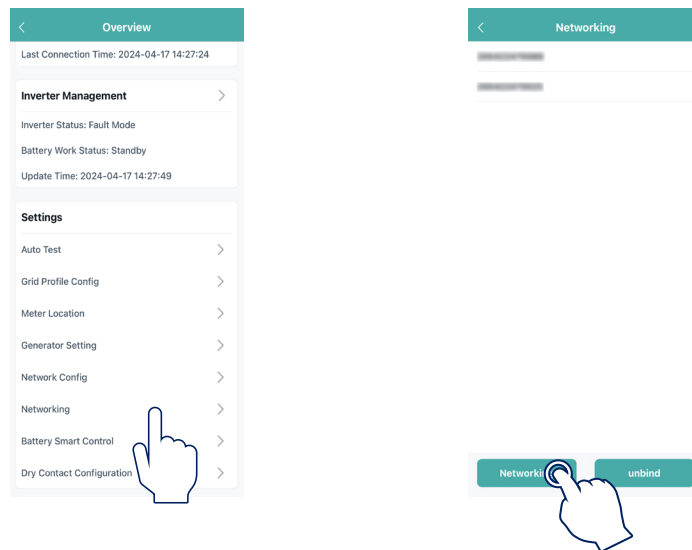 Overview
Last Connection Time: 2024-04-17 14:27:24
Inverter Management
Inverter Status: Fault Mode
Battery Work Status: Standby
Update Time: 2024-04-17 14:27:49
Settings
Auto Test
Grid Profile Config
Meter Location
Generator Setting
Network Config
Networking
Battery Smart Control
Dry Contact Configuration
Networking
Networkin
unbind